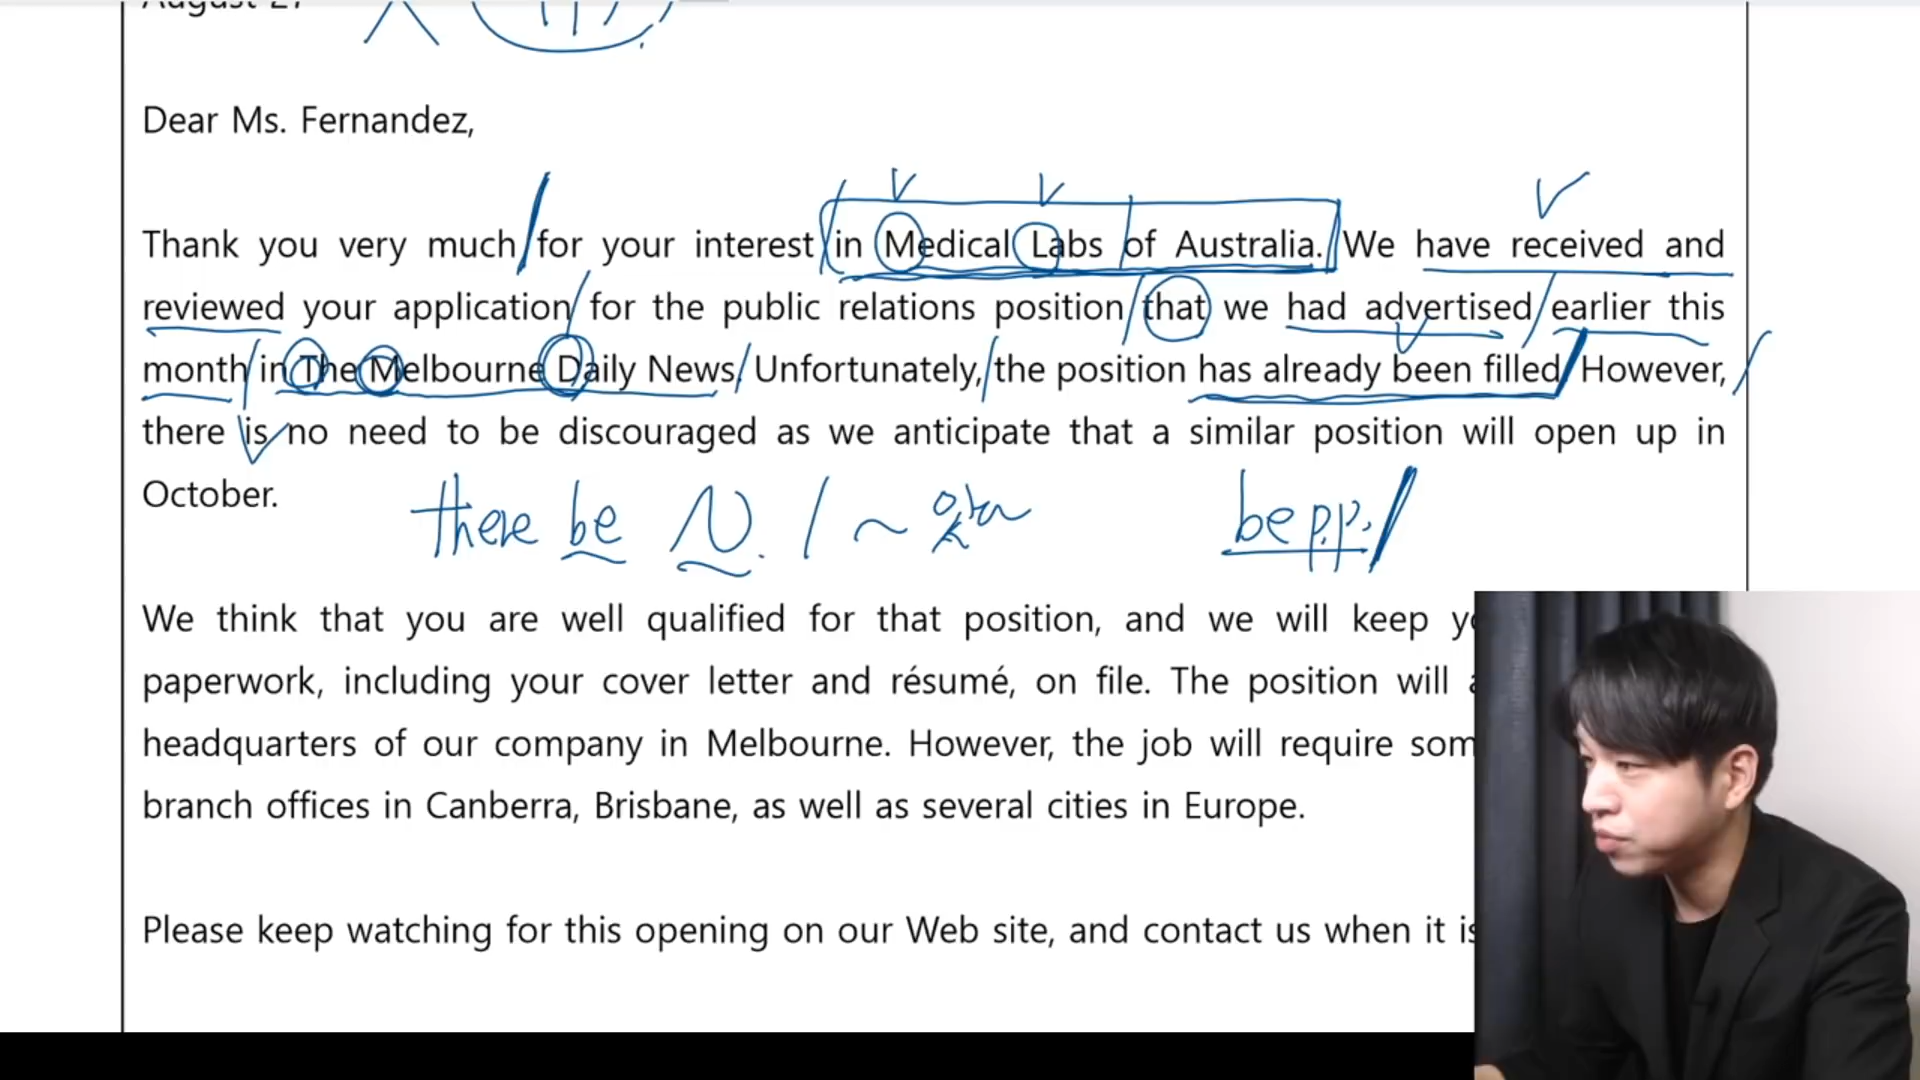 August 27
Dear Ms. Fernandez,
Thank you very much for your interest in Medical Labs of Australia. We have received and
reviewed your application for the public relations position that we had advertised earlier this
month in The Melbourne Daily News. Unfortunately, the position has already been filled. However,
there is no need to be discouraged as we anticipate that a similar position will open up in
October.
there be N. / ~ be p.p. /
We think that you are well qualified for that position, and we will keep
paperwork, including your cover letter and résumé, on file. The position will
headquarters of our company in Melbourne. However, the job will require
branch offices in Canberra, Brisbane, as well as several cities in Europe.
Please keep watching for this opening on our Web site, and contact us when it